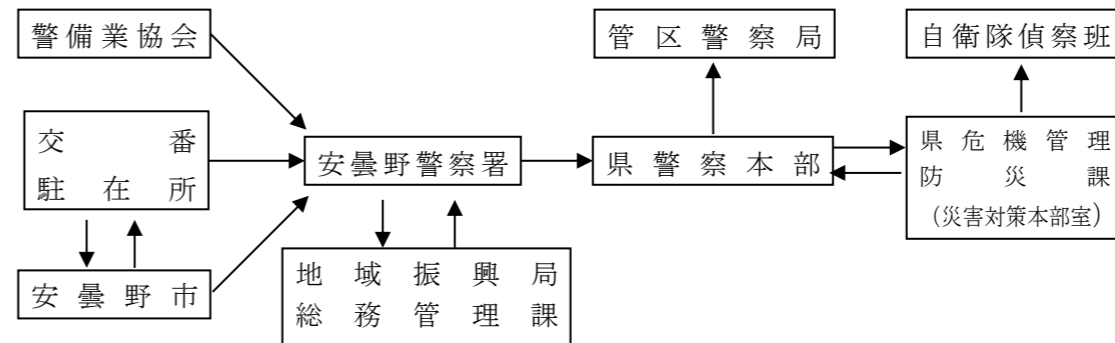 警備業協会
管区警察局
自衛隊偵察班
交番
駐在所
安曇野警察署
県警察本部
県危機管理
防災課
（災害対策本部室）
安曇野市
地域振興局
総務管理課